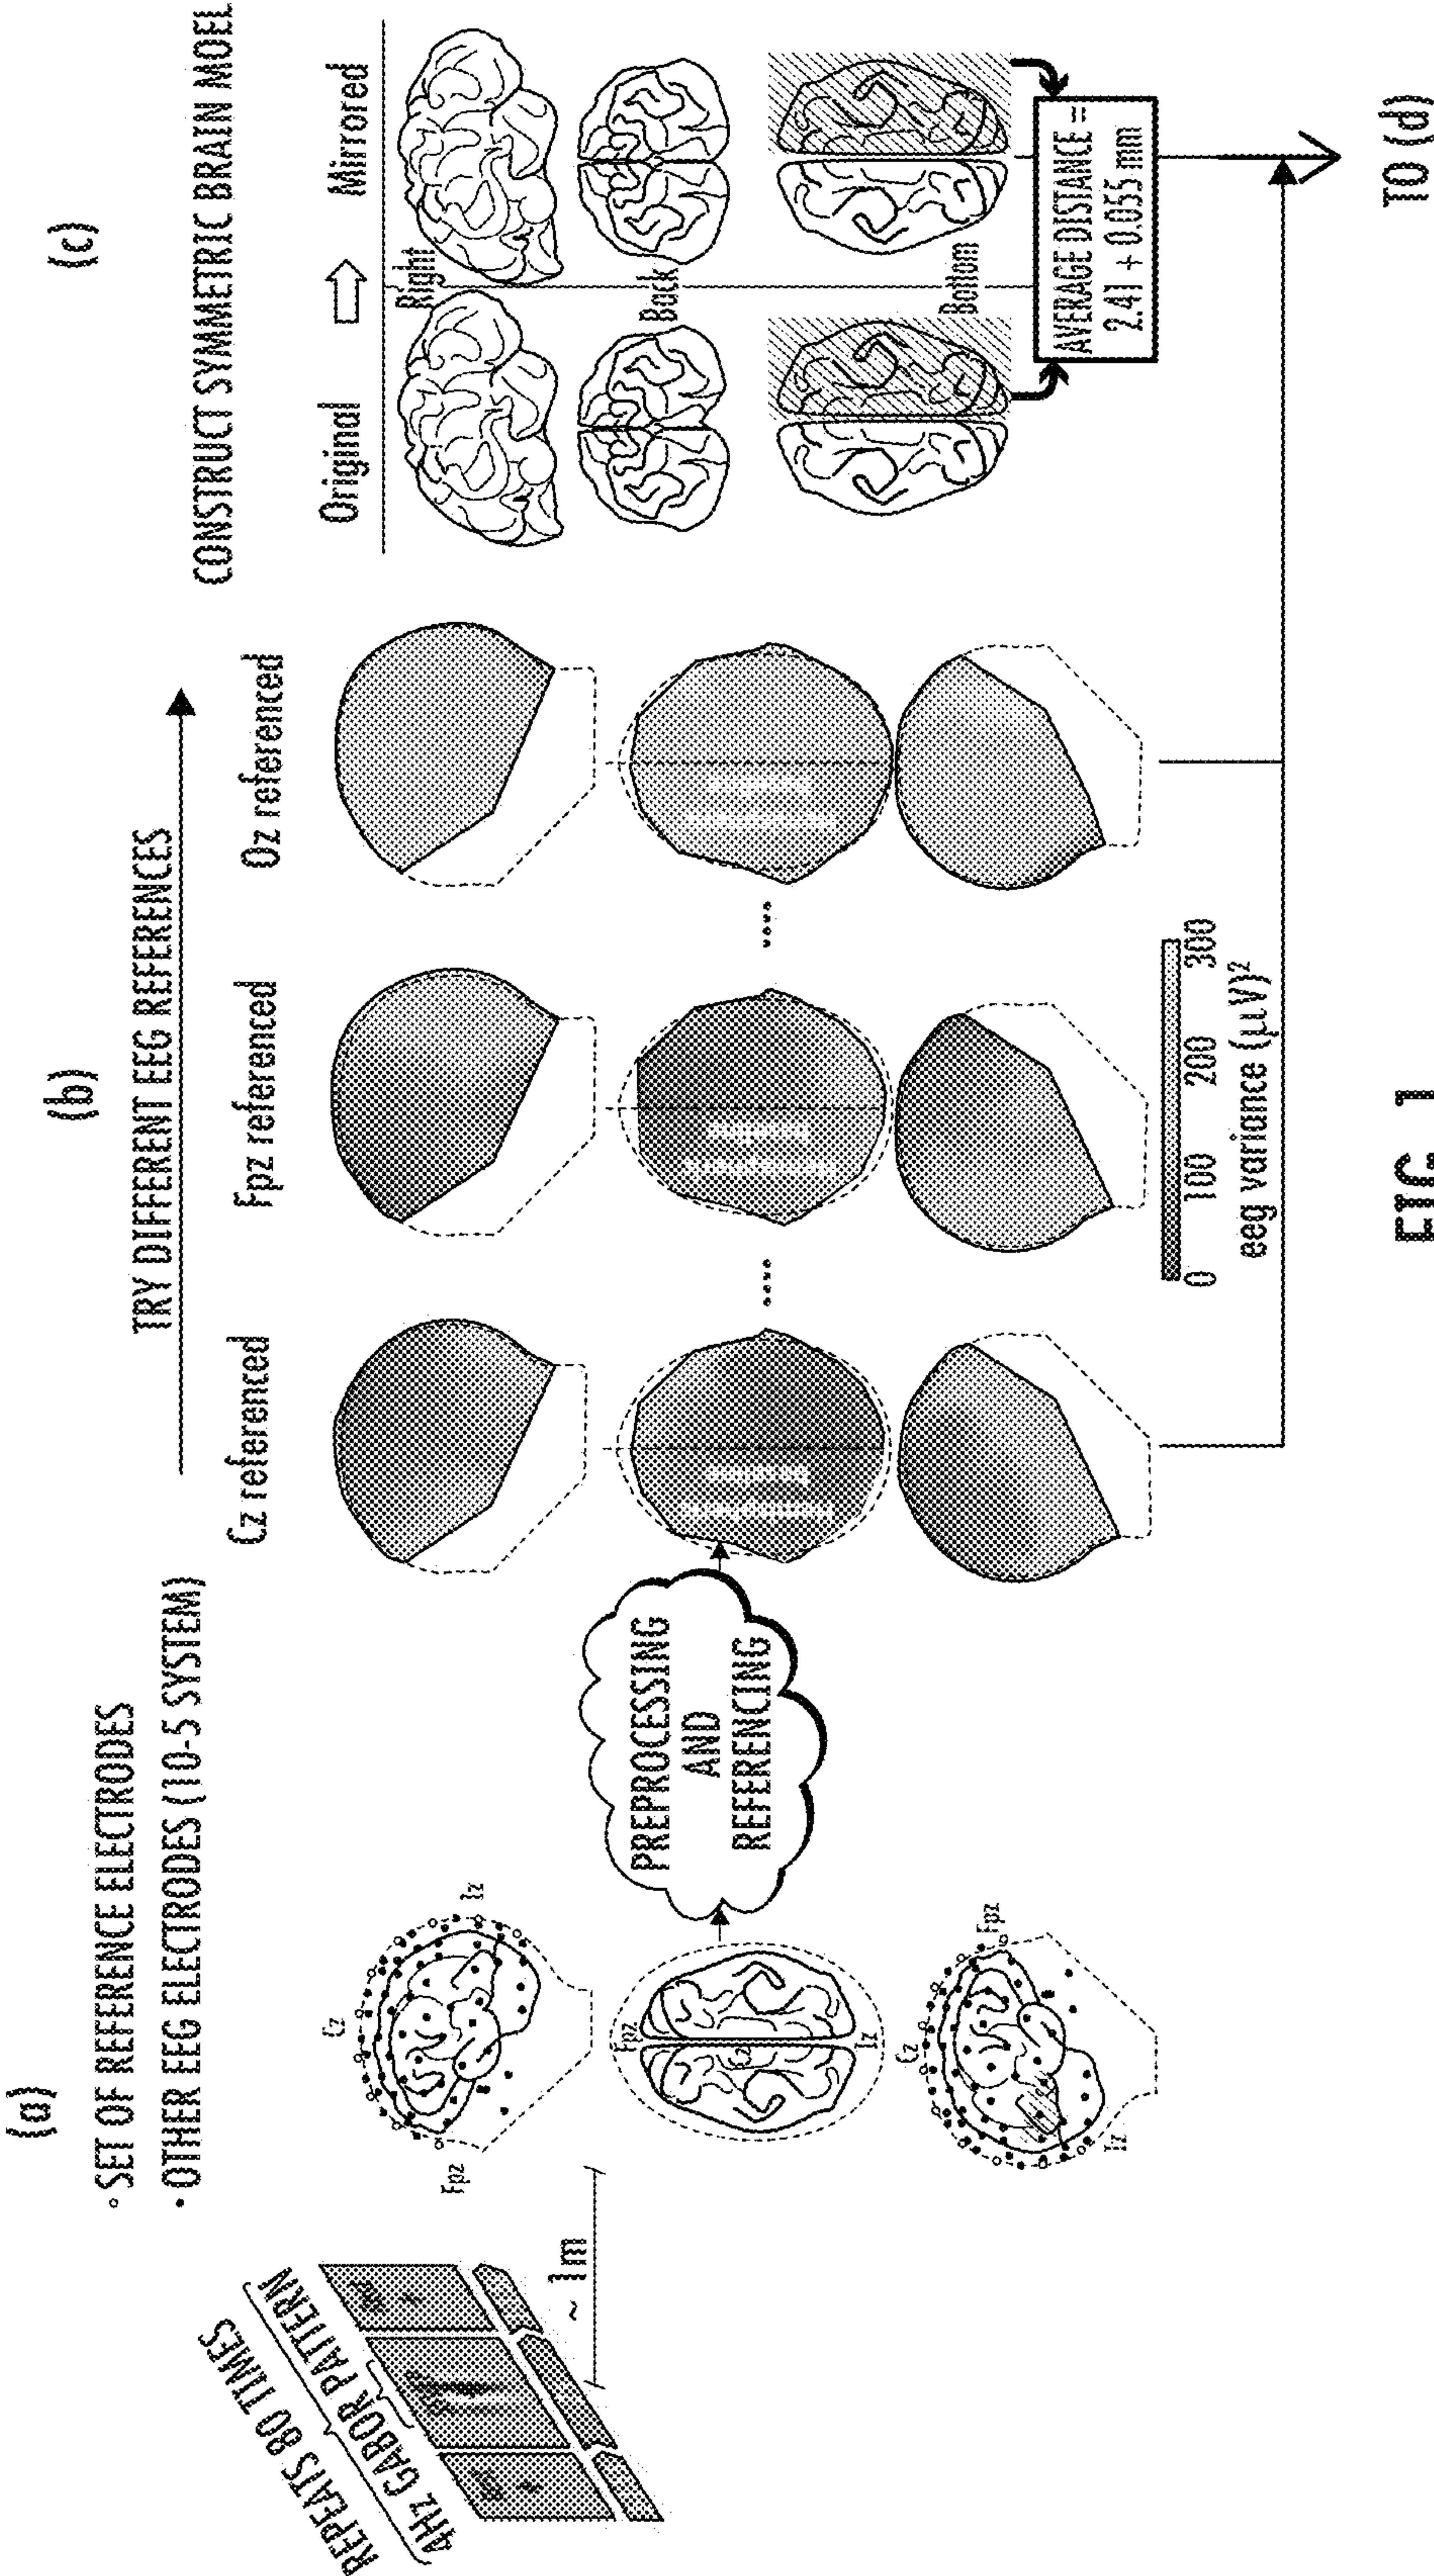 (a)
◦ SET OF REFERENCE ELECTRODES
• OTHER EEG ELECTRODES (10-5 SYSTEM)
REPEATS 80 TIMES
4Hz GABOR PATTERN
~ 1m
Fpz
Cz
Iz
Fpz
Cz
Iz
Cz
Fpz
Iz
PREPROCESSING
AND
REFERENCING
(b)
TRY DIFFERENT EEG REFERENCES
Cz referenced
Fpz referenced
Oz referenced
0 100 200 300
eeg variance (μV)²
(c)
CONSTRUCT SYMMETRIC BRAIN MOEL
Original
Mirrored
Right
Back
Bottom
AVERAGE DISTANCE =
2.41 + 0.055 mm
TO (d)
FIG. 1